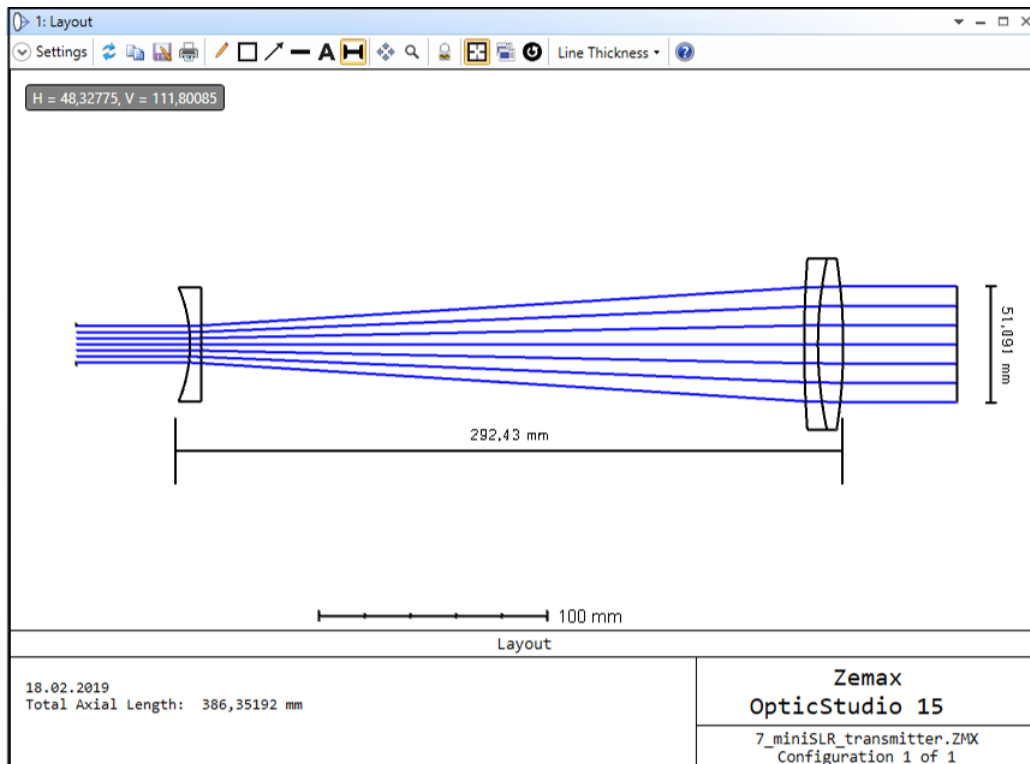 1: Layout
Settings
A
Line Thickness
H = 48,32775, V = 111,80085
51,091 mm
292,43 mm
100 mm
Layout
18.02.2019
Total Axial Length: 386,35192 mm
Zemax
OpticStudio 15
7_miniSLR_transmitter.ZMX
Configuration 1 of 1